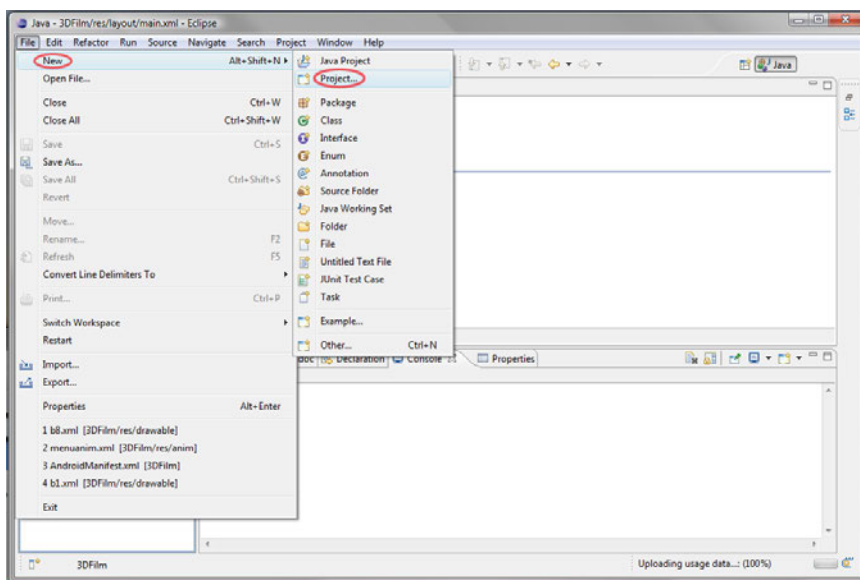 Java - 3DFilm/res/layout/main.xml - Eclipse
File Edit Refactor Run Source Navigate Search Project Window Help
New Alt+Shift+N
Open File...
Close Ctrl+W
Close All Ctrl+Shift+W
Save Ctrl+S
Save As...
Save All Ctrl+Shift+S
Revert
Move...
Rename... F2
Refresh F5
Convert Line Delimiters To
Print... Ctrl+P
Switch Workspace
Restart
Import...
Export...
Properties Alt+Enter
1 b8.xml [3DFilm/res/drawable]
2 menuanim.xml [3DFilm/res/anim]
3 AndroidManifest.xml [3DFilm]
4 b1.xml [3DFilm/res/drawable]
Exit
Java Project
Project...
Package
Class
Interface
Enum
Annotation
Source Folder
Java Working Set
Folder
File
Untitled Text File
JUnit Test Case
Task
Example...
Other... Ctrl+N
Java
doc Declaration Console Properties
3DFilm
Uploading usage data...: (100%)